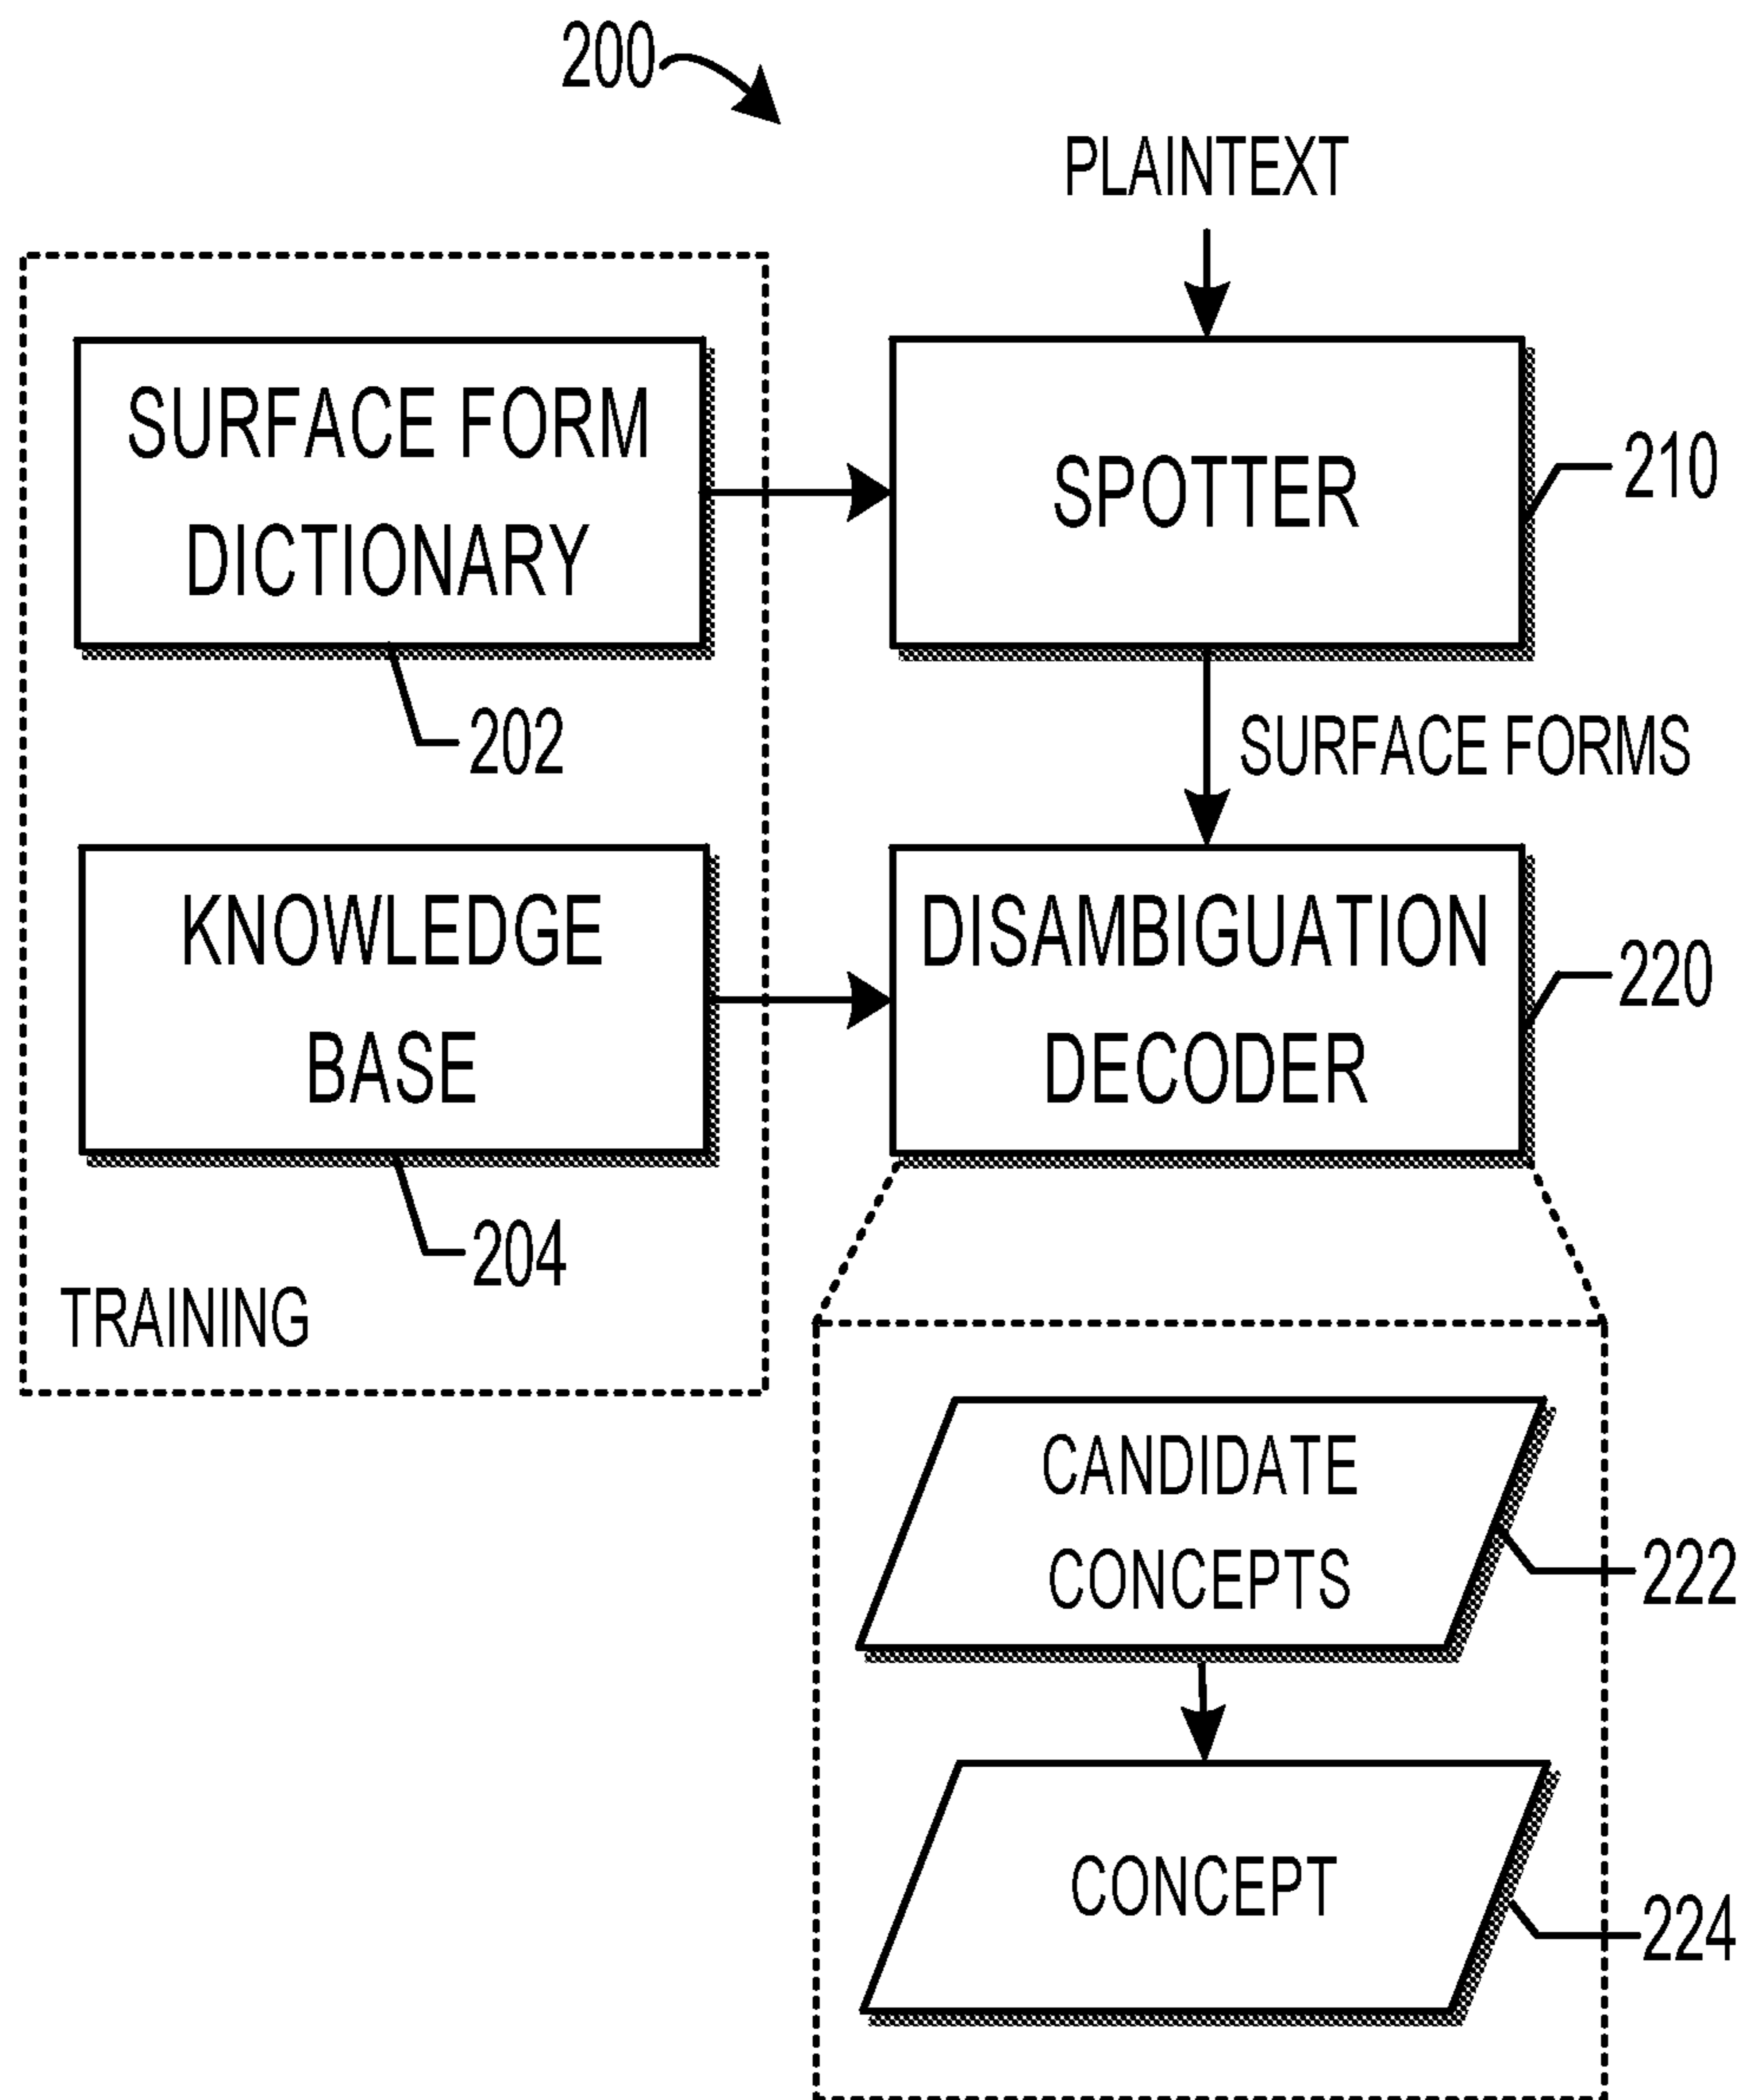 200
PLAINTEXT
SURFACE FORM
DICTIONARY
SPOTTER
210
202
SURFACE FORMS
KNOWLEDGE
BASE
DISAMBIGUATION
DECODER
220
204
TRAINING
CANDIDATE
CONCEPTS
222
CONCEPT
224